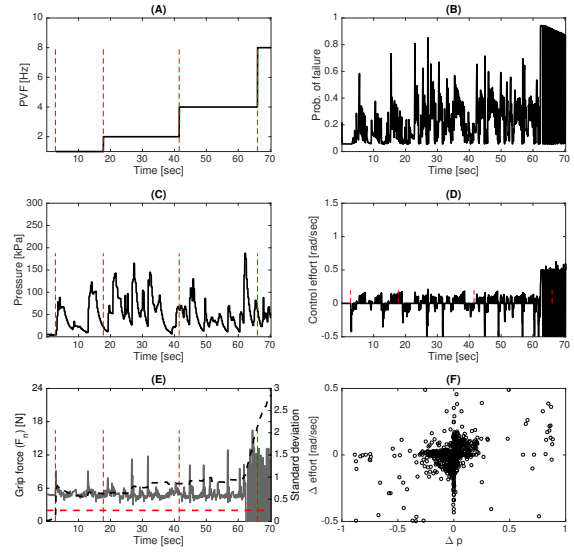 (A)
PVF [Hz]
10
8
6
4
2
10 20 30 40 50 60 70
Time [sec]
(B)
Prob. of failure
1
0.8
0.6
0.4
0.2
0
10 20 30 40 50 60 70
Time [sec]
(C)
Pressure [kPa]
300
250
200
150
100
50
0
10 20 30 40 50 60 70
Time [sec]
(D)
Control effort [rad/sec]
1.5
1
0.5
0
-0.5
10 20 30 40 50 60 70
Time [sec]
(E)
Grip force (Fn) [N]
24
18
12
6
0
3
2.5
2
1.5
1
0.5
0
Standard deviation
0 10 20 30 40 50 60 70
Time [sec]
(F)
Δ effort [rad/sec]
0.5
0
-0.5
-1 -0.5 0 0.5 1
Δ p